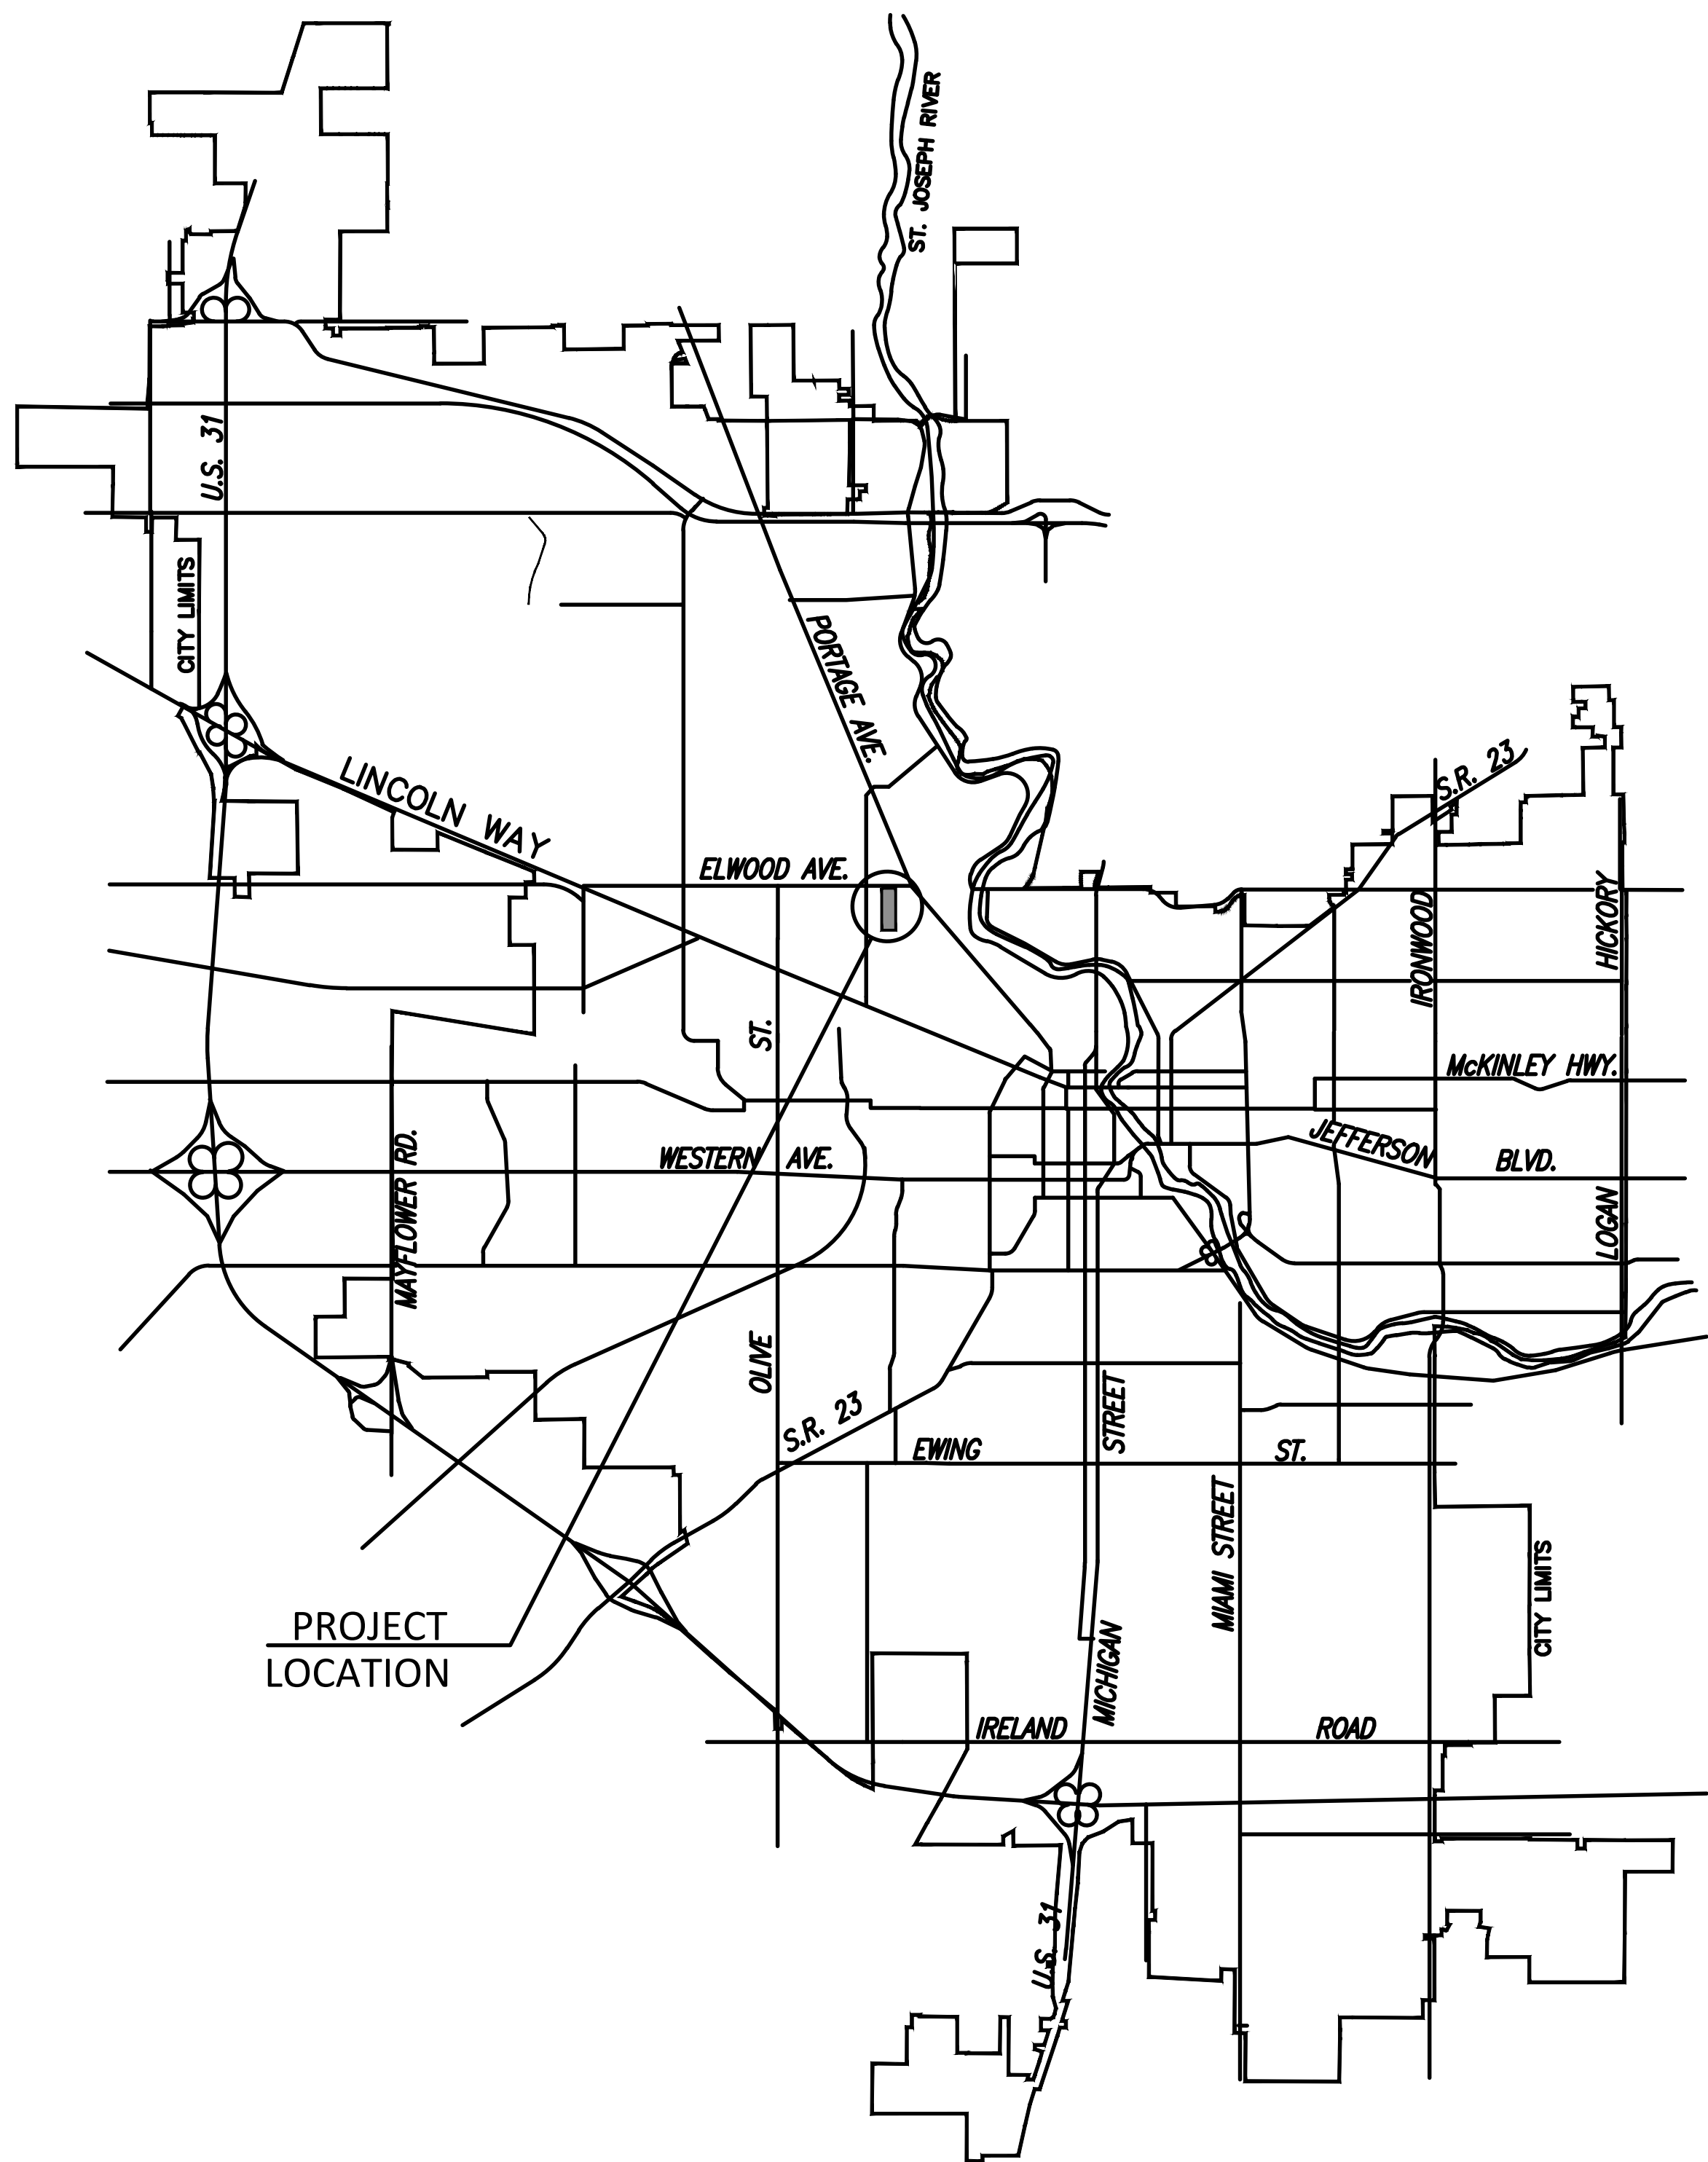 ST. JOSEPH RIVER
U.S. 31
CITY LIMITS
PORTAGE AVE.
LINCOLN WAY
S.R. 23
ELWOOD AVE.
IRONWOOD
HICKORY
ST.
McKINLEY HWY.
JEFFERSON
BLVD.
WESTERN AVE.
MAYFLOWER RD.
LOGAN
OLIVE
STREET
S.R. 23
EWING
ST.
MIAMI STREET
CITY LIMITS
PROJECT
LOCATION
MICHIGAN
IRELAND
ROAD
U.S. 31